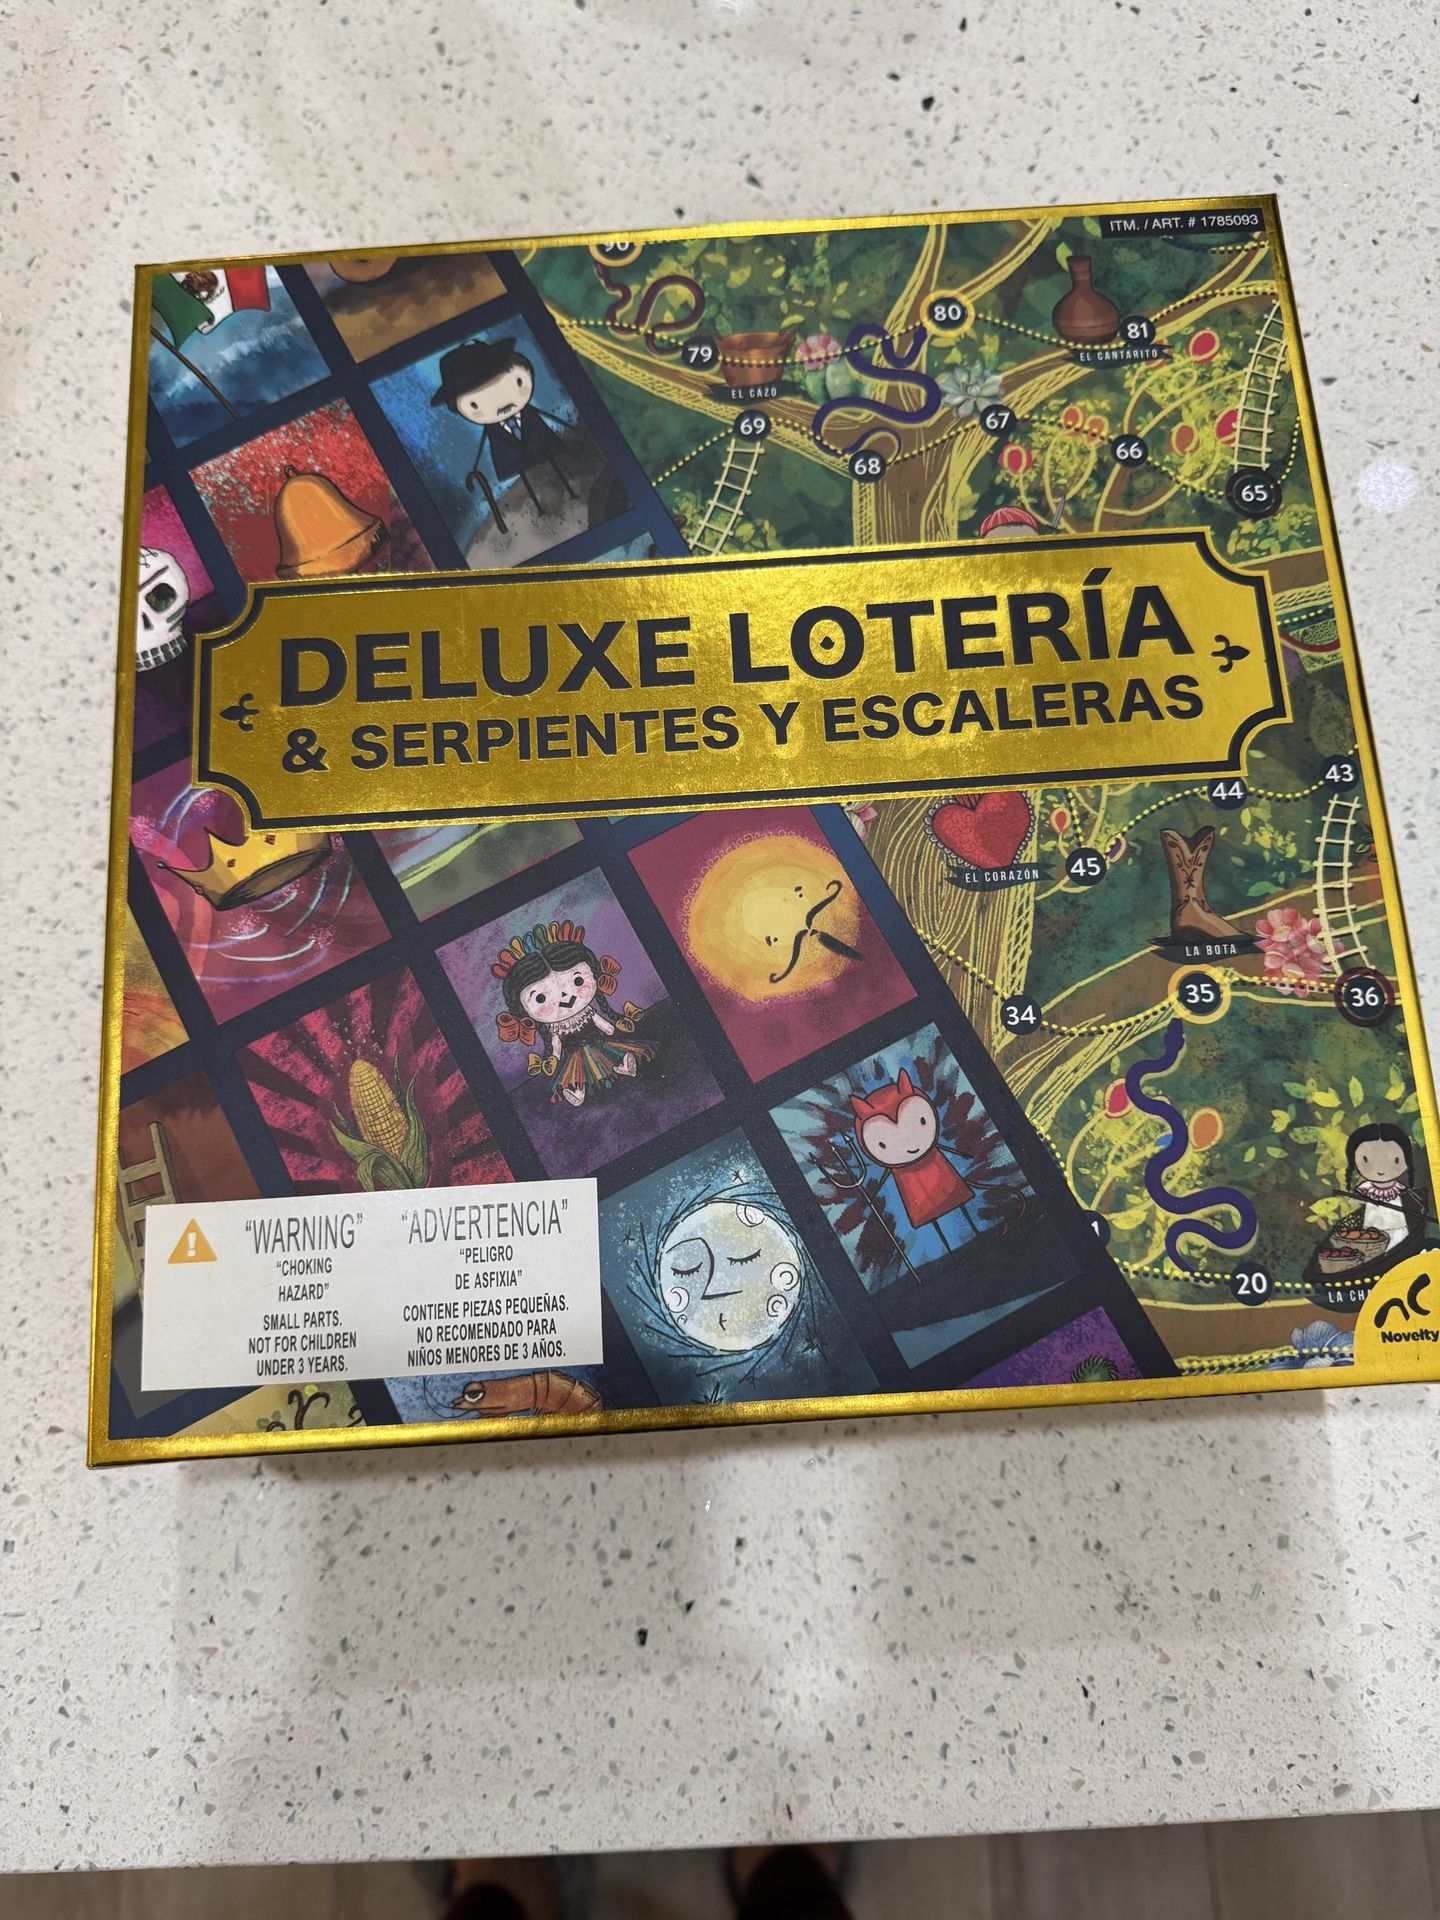 ITM. / ART. # 1785093
90
80
81
79
EL CANTARITO
EL CAZO
69
67
66
68
65
DELUXE LOTERÍA
& SERPIENTES Y ESCALERAS
43
44
45
EL CORAZÓN
LA BOTA
35
36
34
20
LA CHA
Novelty
"WARNING"
"CHOKING
HAZARD"
SMALL PARTS.
NOT FOR CHILDREN
UNDER 3 YEARS.
"ADVERTENCIA"
"PELIGRO
DE ASFIXIA"
CONTIENE PIEZAS PEQUEÑAS.
NO RECOMENDADO PARA
NIÑOS MENORES DE 3 AÑOS.